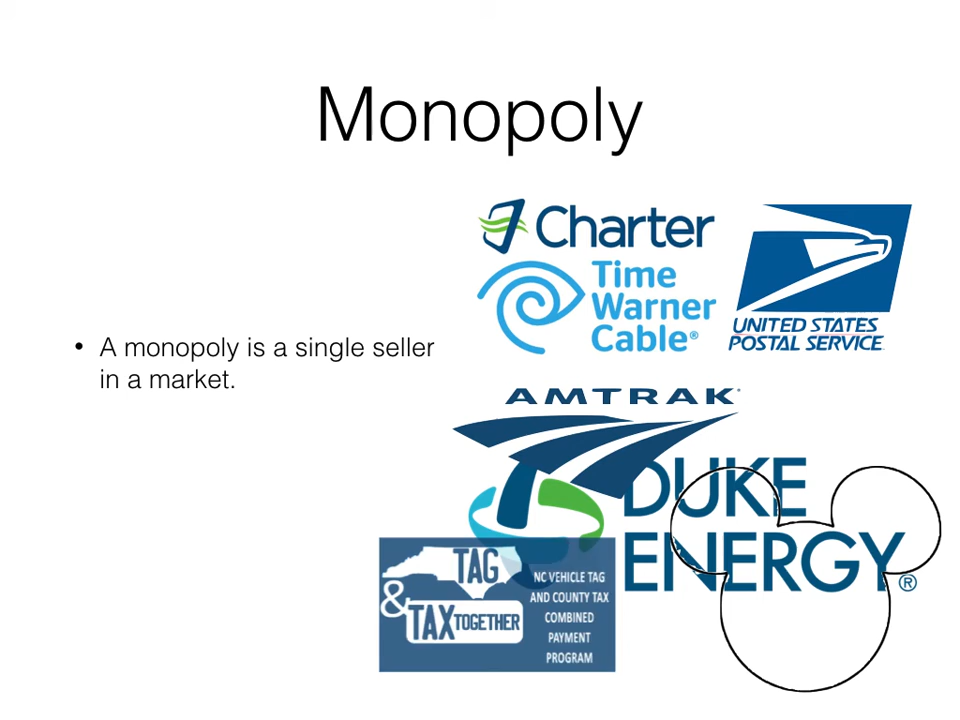 Monopoly
• A monopoly is a single seller
in a market.
Charter
Time
Warner
Cable®
UNITED STATES
POSTAL SERVICE
AMTRAK®
DUKE
ENERGY®
TAG
& TAX TOGETHER
NC VEHICLE TAG
AND COUNTY TAX
COMBINED
PAYMENT
PROGRAM